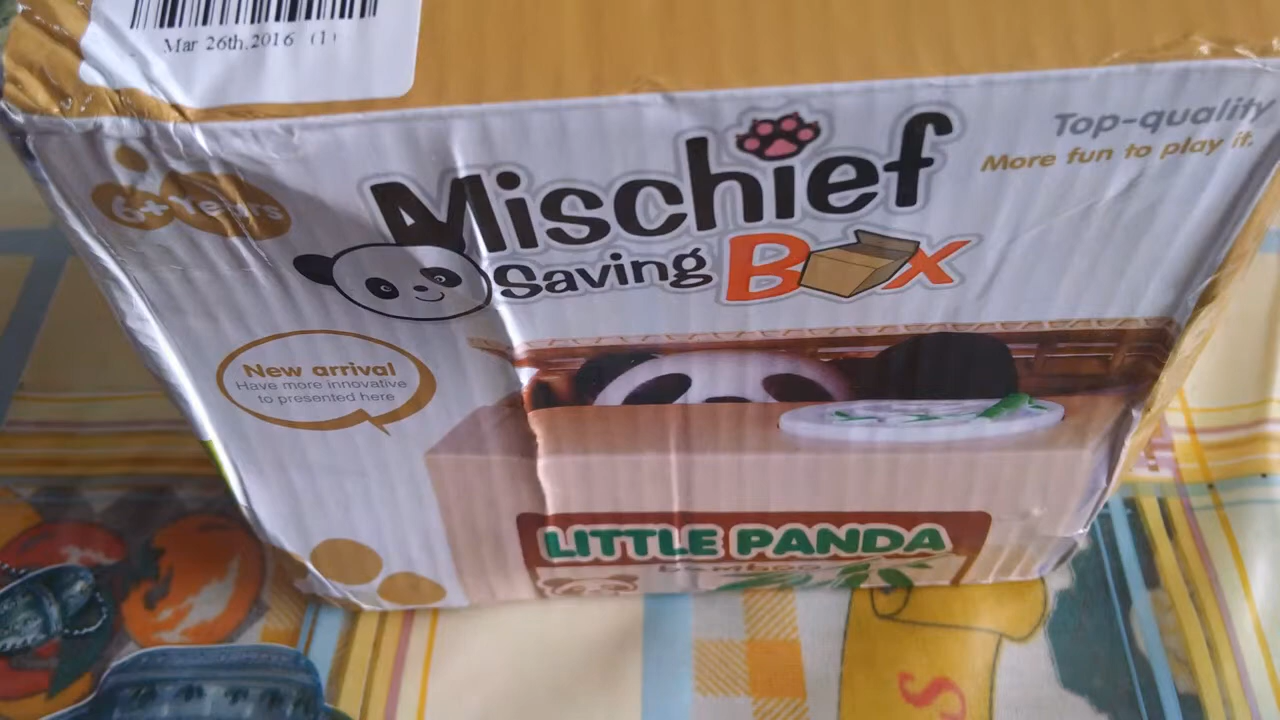 Mar 26th.2016 (1)
Top-quality
More fun to play it.
6+ Years
Mischief
Saving Box
New arrival
Have more innovative
to presented here
LITTLE PANDA
bamboo
S